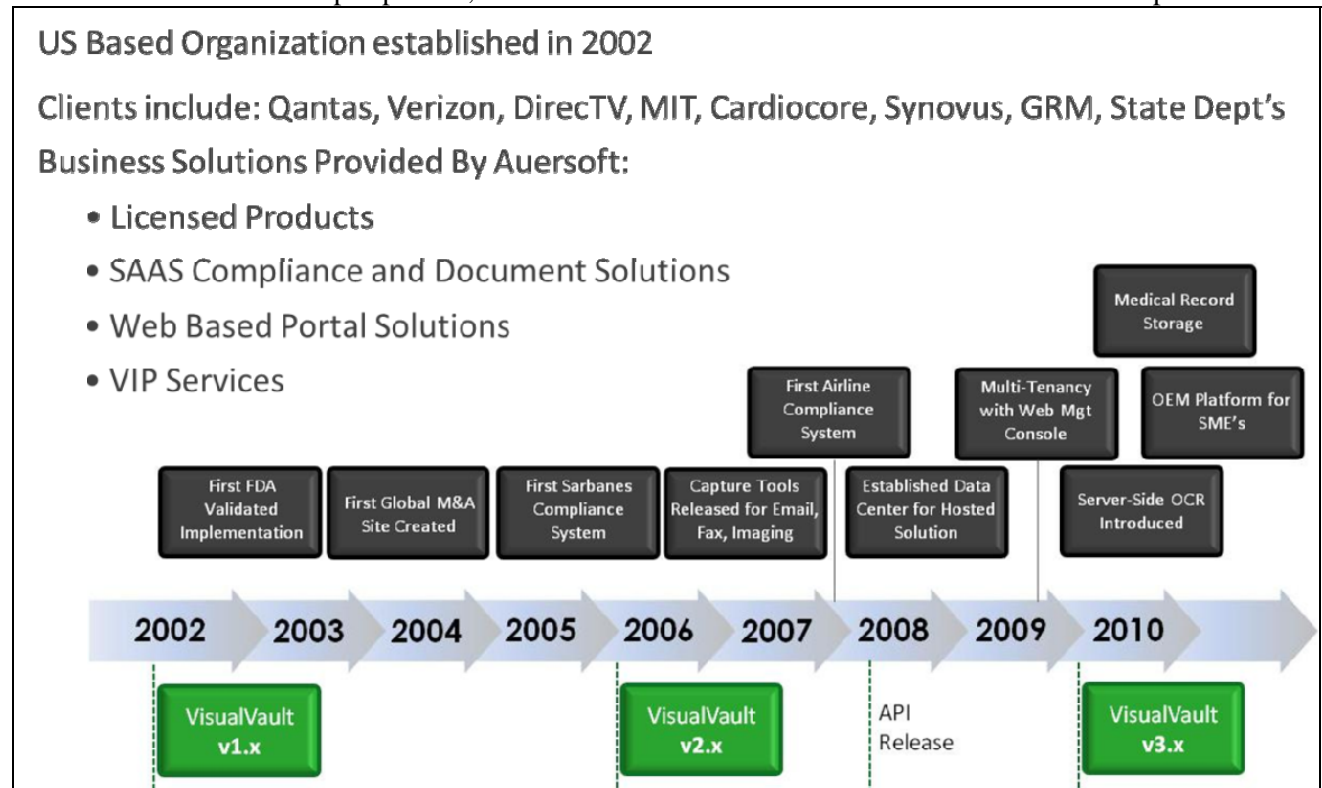 US Based Organization established in 2002
Clients include: Qantas, Verizon, DirecTV, MIT, Cardiocore, Synovus, GRM, State Dept's
Business Solutions Provided By Auersoft:
• Licensed Products
• SAAS Compliance and Document Solutions
• Web Based Portal Solutions
• VIP Services
Medical Record
Storage
First Airline
Compliance
System
Multi-Tenancy
with Web Mgt
Console
OEM Platform for
SME's
First FDA
Validated
Implementation
First Global M&A
Site Created
First Sarbanes
Compliance
System
Capture Tools
Released for Email,
Fax, Imaging
Established Data
Center for Hosted
Solution
Server-Side OCR
Introduced
2002 2003 2004 2005 2006 2007 2008 2009 2010
VisualVault
v1.x
VisualVault
v2.x
API
Release
VisualVault
v3.x